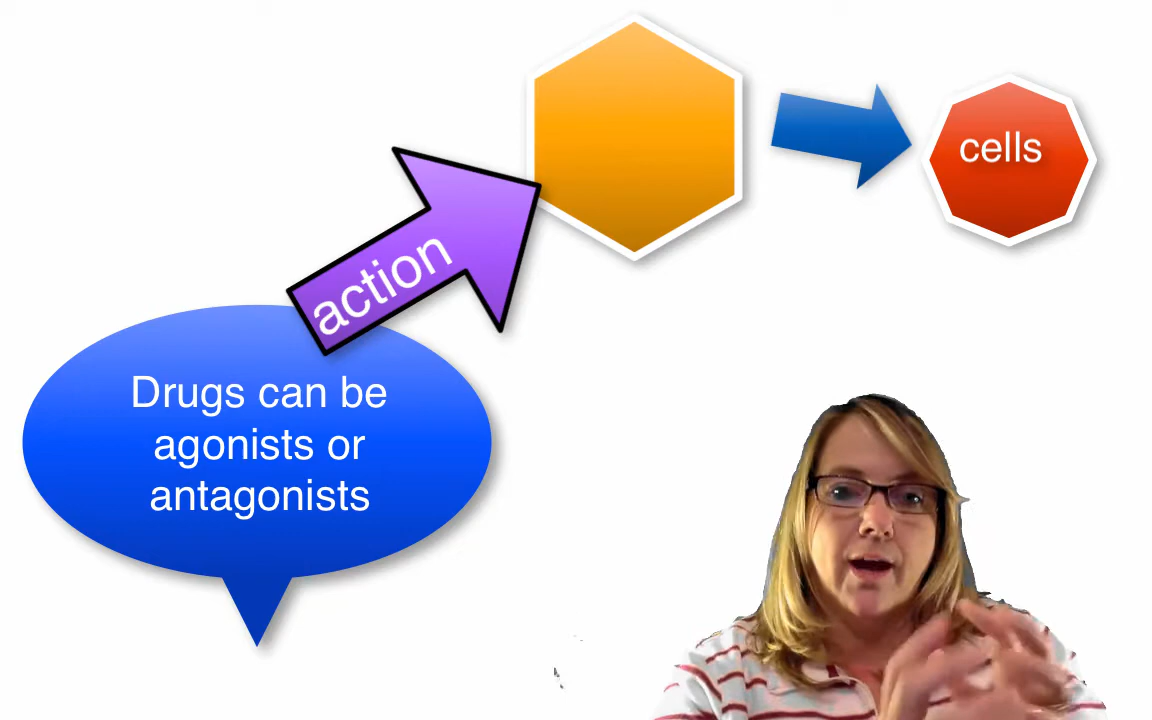 action
cells
Drugs can be
agonists or
antagonists